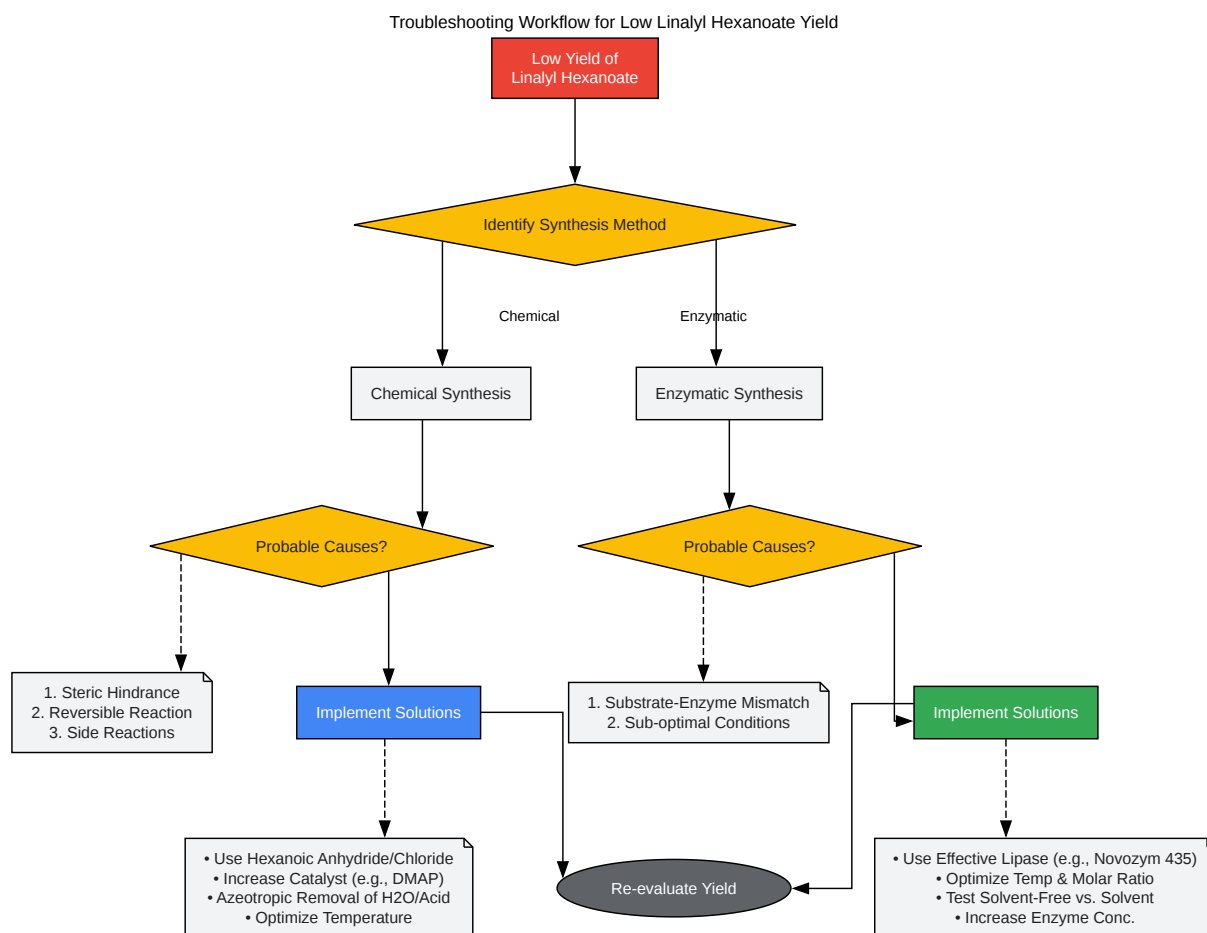 Troubleshooting Workflow for Low Linalyl Hexanoate Yield
Low Yield of
Linalyl Hexanoate
Identify Synthesis Method
Chemical
Enzymatic
Chemical Synthesis
Enzymatic Synthesis
Probable Causes?
Probable Causes?
1. Steric Hindrance
2. Reversible Reaction
3. Side Reactions
Implement Solutions
1. Substrate-Enzyme Mismatch
2. Sub-optimal Conditions
Implement Solutions
• Use Hexanoic Anhydride/Chloride
• Increase Catalyst (e.g., DMAP)
• Azeotropic Removal of H2O/Acid
• Optimize Temperature
Re-evaluate Yield
• Use Effective Lipase (e.g., Novozym 435)
• Optimize Temp & Molar Ratio
• Test Solvent-Free vs. Solvent
• Increase Enzyme Conc.